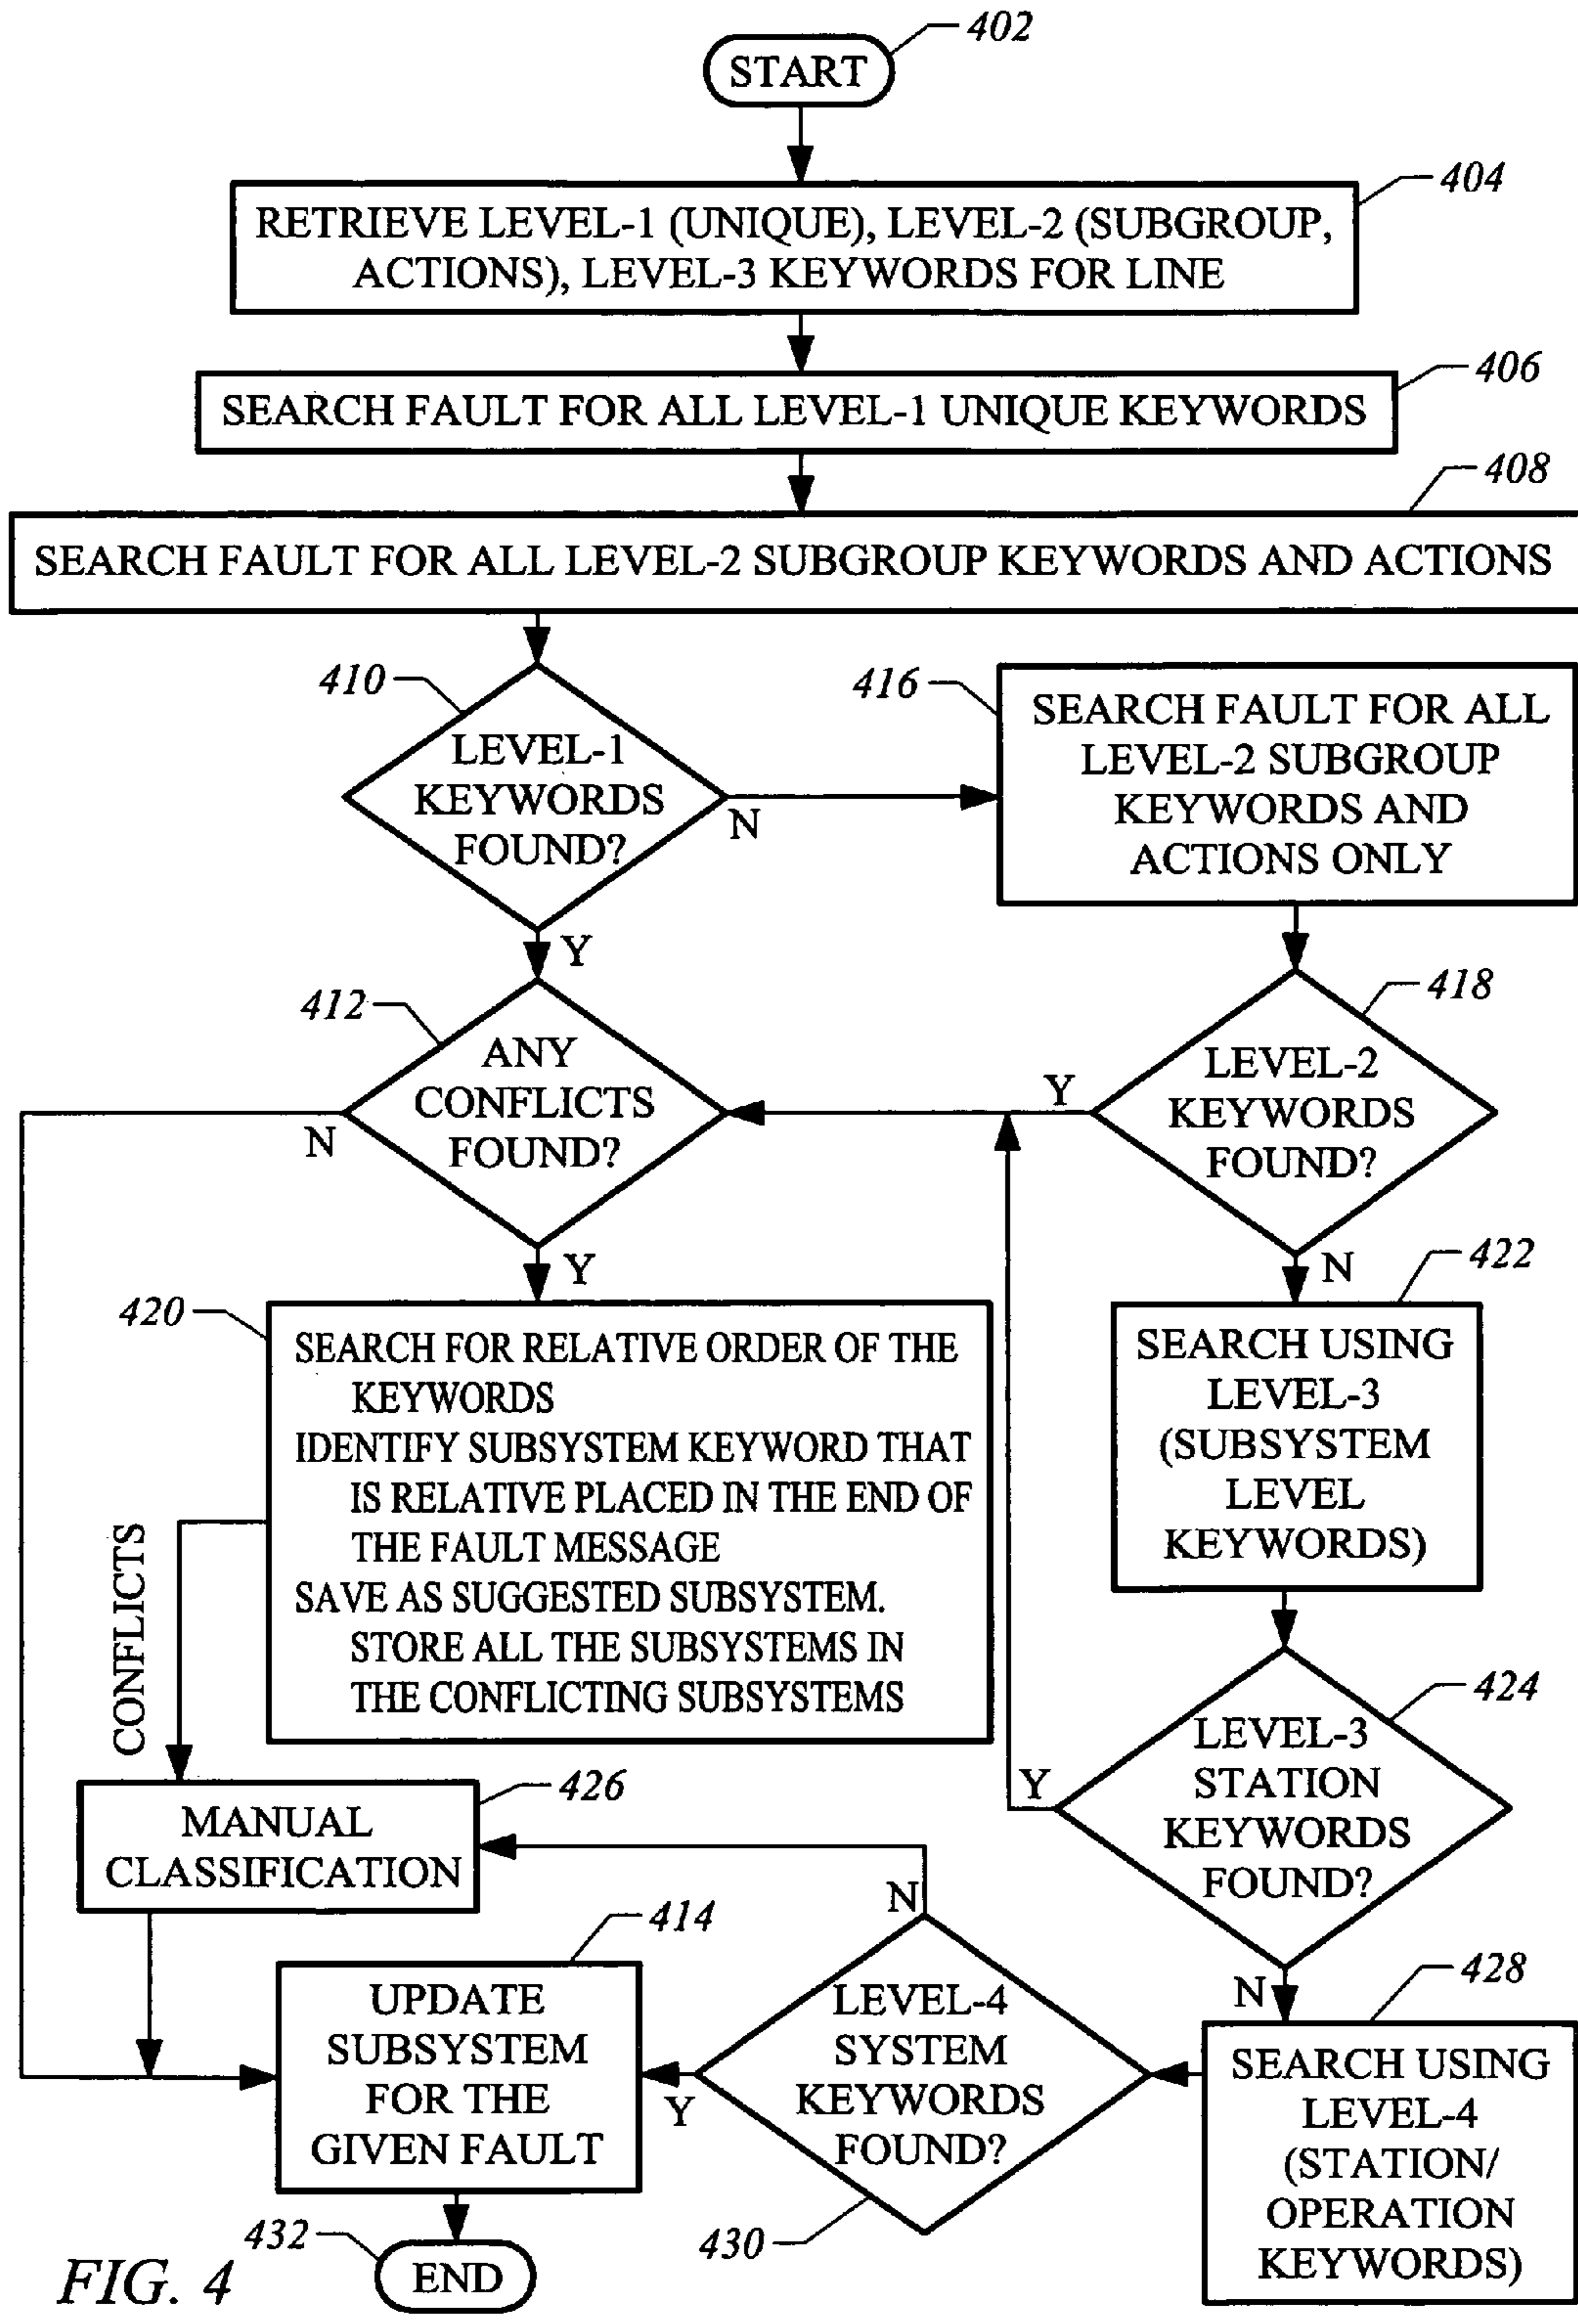 402
START
404
RETRIEVE LEVEL-1 (UNIQUE), LEVEL-2 (SUBGROUP,
ACTIONS), LEVEL-3 KEYWORDS FOR LINE
406
SEARCH FAULT FOR ALL LEVEL-1 UNIQUE KEYWORDS
408
SEARCH FAULT FOR ALL LEVEL-2 SUBGROUP KEYWORDS AND ACTIONS
410
LEVEL-1
KEYWORDS
FOUND?
N
Y
416
SEARCH FAULT FOR ALL
LEVEL-2 SUBGROUP
KEYWORDS AND
ACTIONS ONLY
412
ANY
CONFLICTS
FOUND?
N
Y
418
LEVEL-2
KEYWORDS
FOUND?
Y
N
420
SEARCH FOR RELATIVE ORDER OF THE
KEYWORDS
IDENTIFY SUBSYSTEM KEYWORD THAT
IS RELATIVE PLACED IN THE END OF
THE FAULT MESSAGE
SAVE AS SUGGESTED SUBSYSTEM.
STORE ALL THE SUBSYSTEMS IN
THE CONFLICTING SUBSYSTEMS
CONFLICTS
422
SEARCH USING
LEVEL-3
(SUBSYSTEM
LEVEL
KEYWORDS)
424
LEVEL-3
STATION
KEYWORDS
FOUND?
Y
N
426
MANUAL
CLASSIFICATION
414
UPDATE
SUBSYSTEM
FOR THE
GIVEN FAULT
N
LEVEL-4
SYSTEM
KEYWORDS
FOUND?
Y
430
428
SEARCH USING
LEVEL-4
(STATION/
OPERATION
KEYWORDS)
432
END
FIG. 4